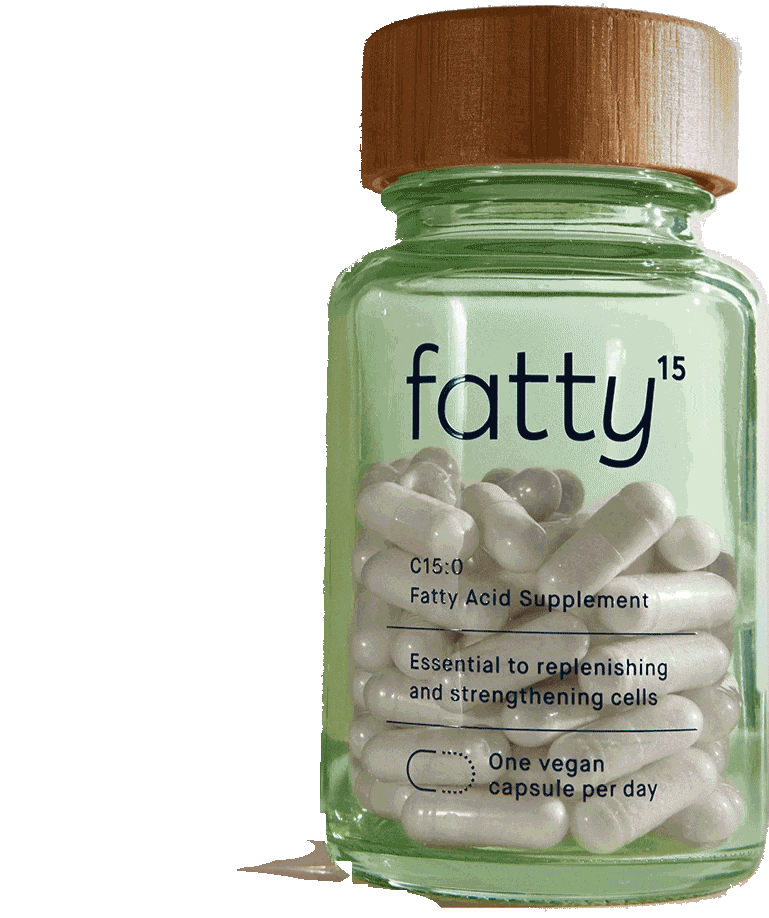 fatty15
C15:0
Fatty Acid Supplement
Essential to replenishing
and strengthening cells
One vegan
capsule per day